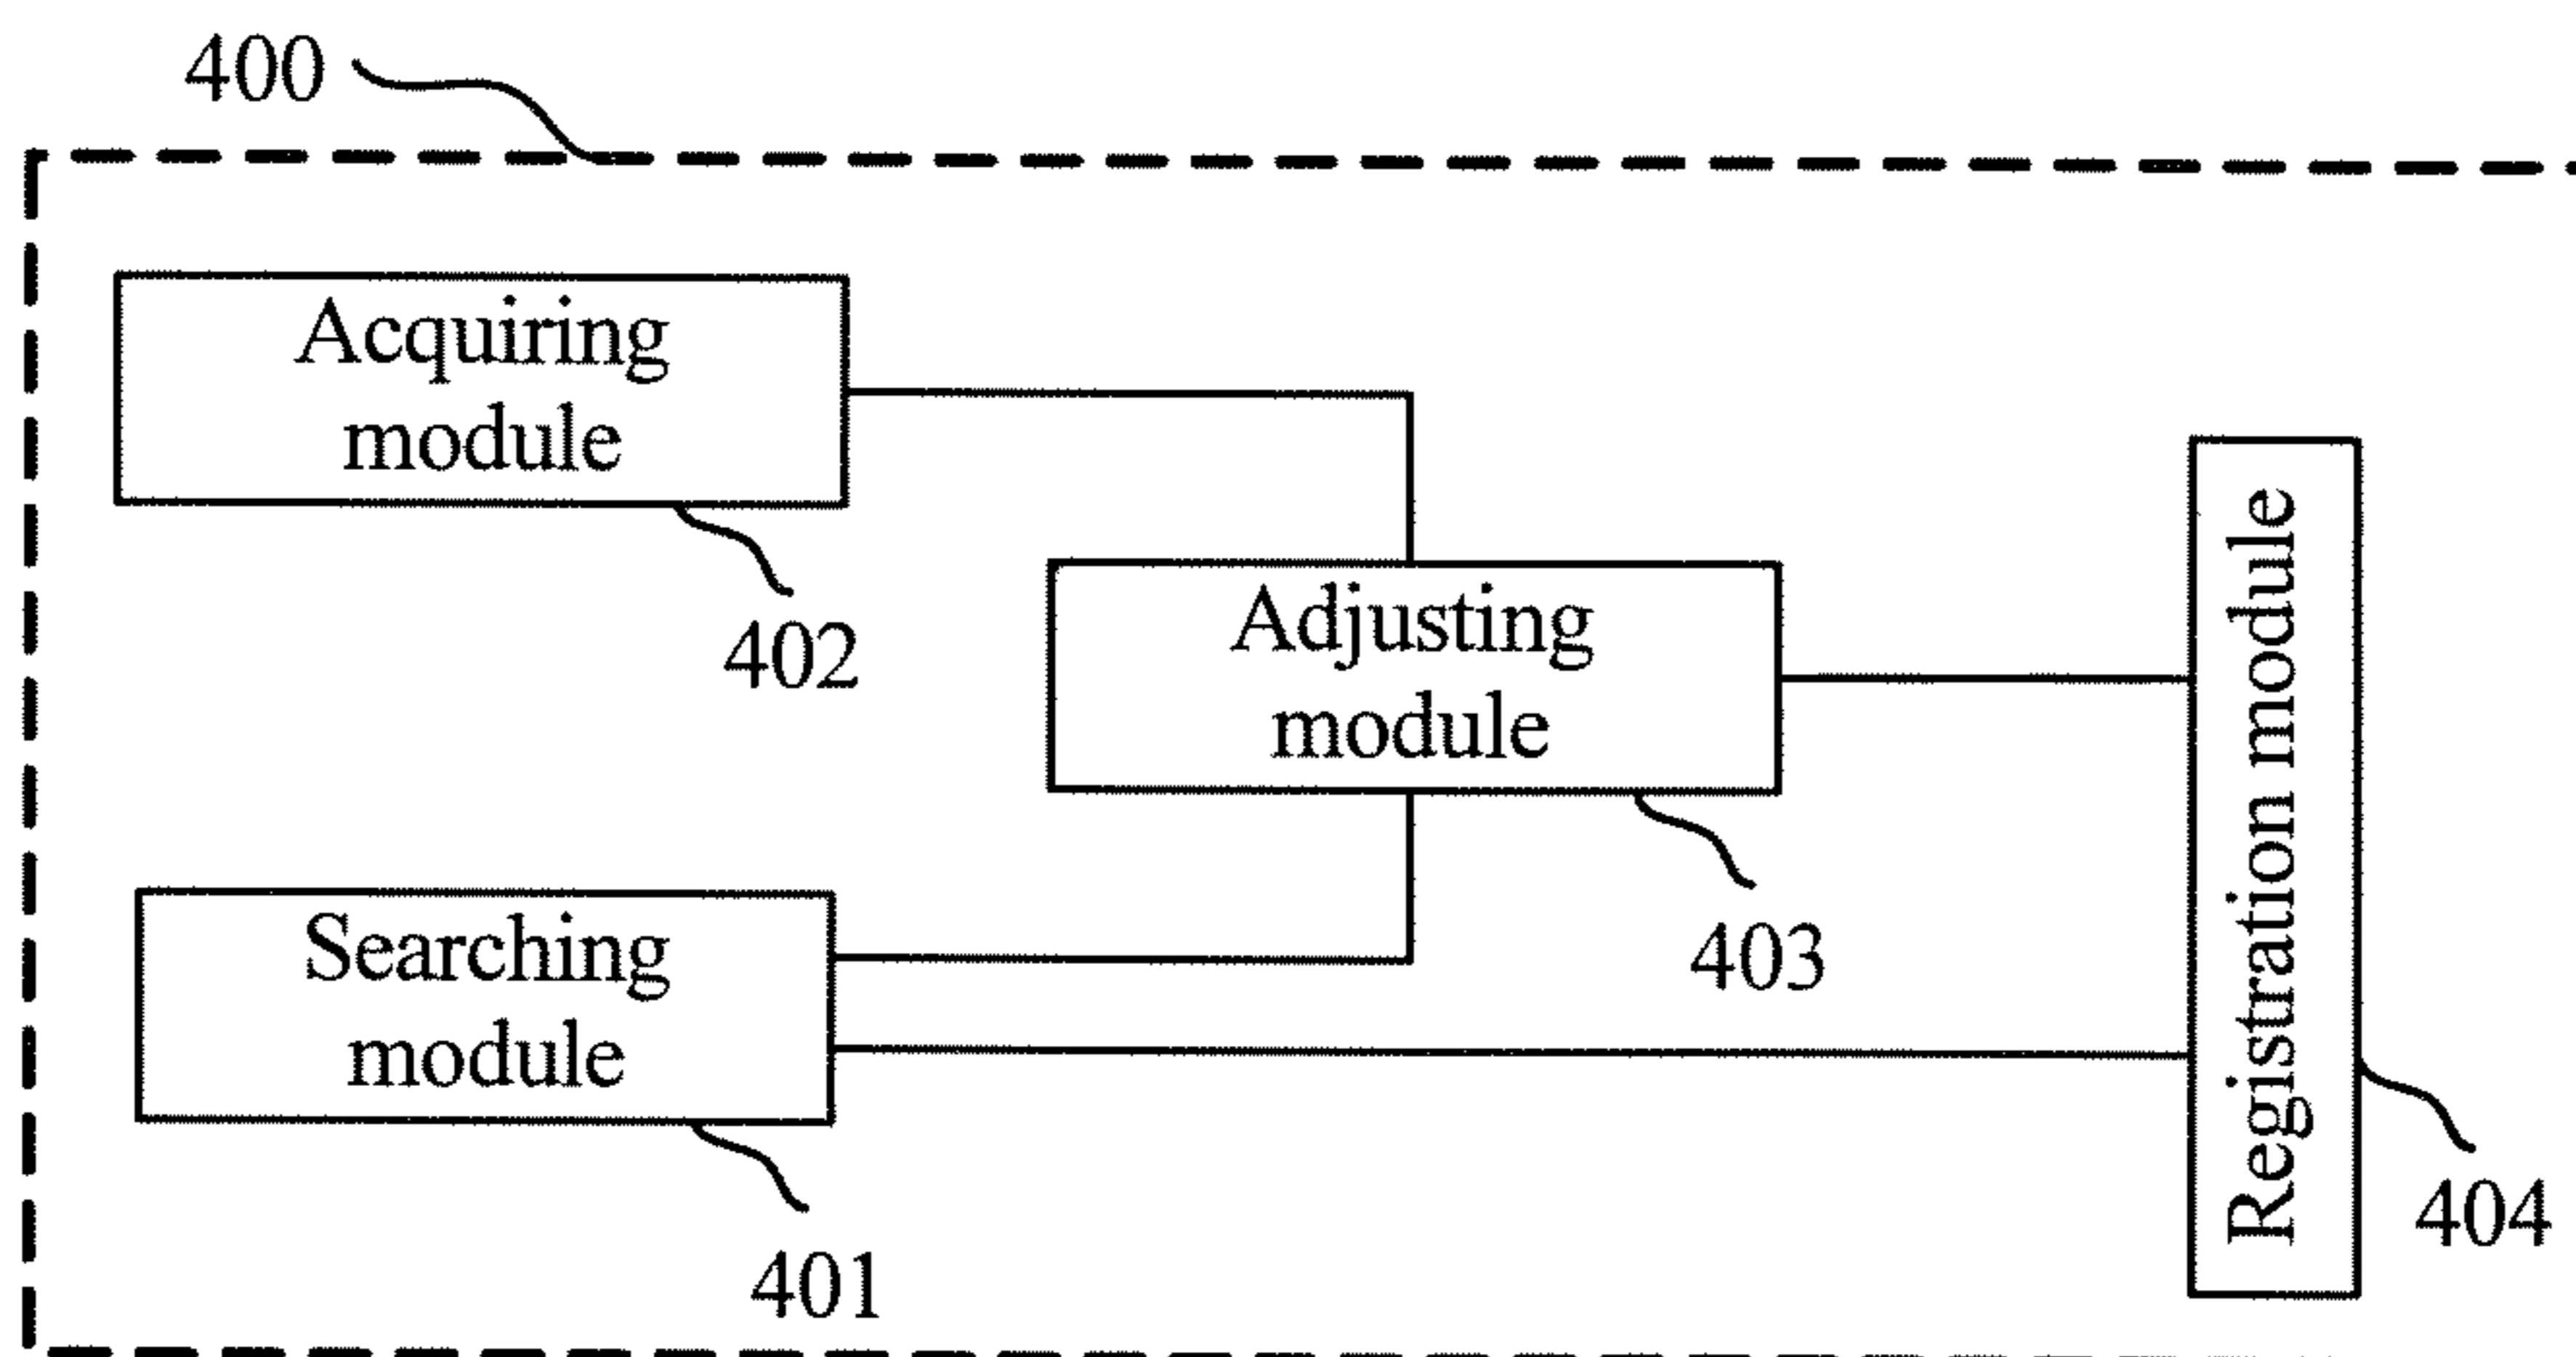 400
Acquiring
module
402
Adjusting
module
403
Searching
module
401
Registration module
404